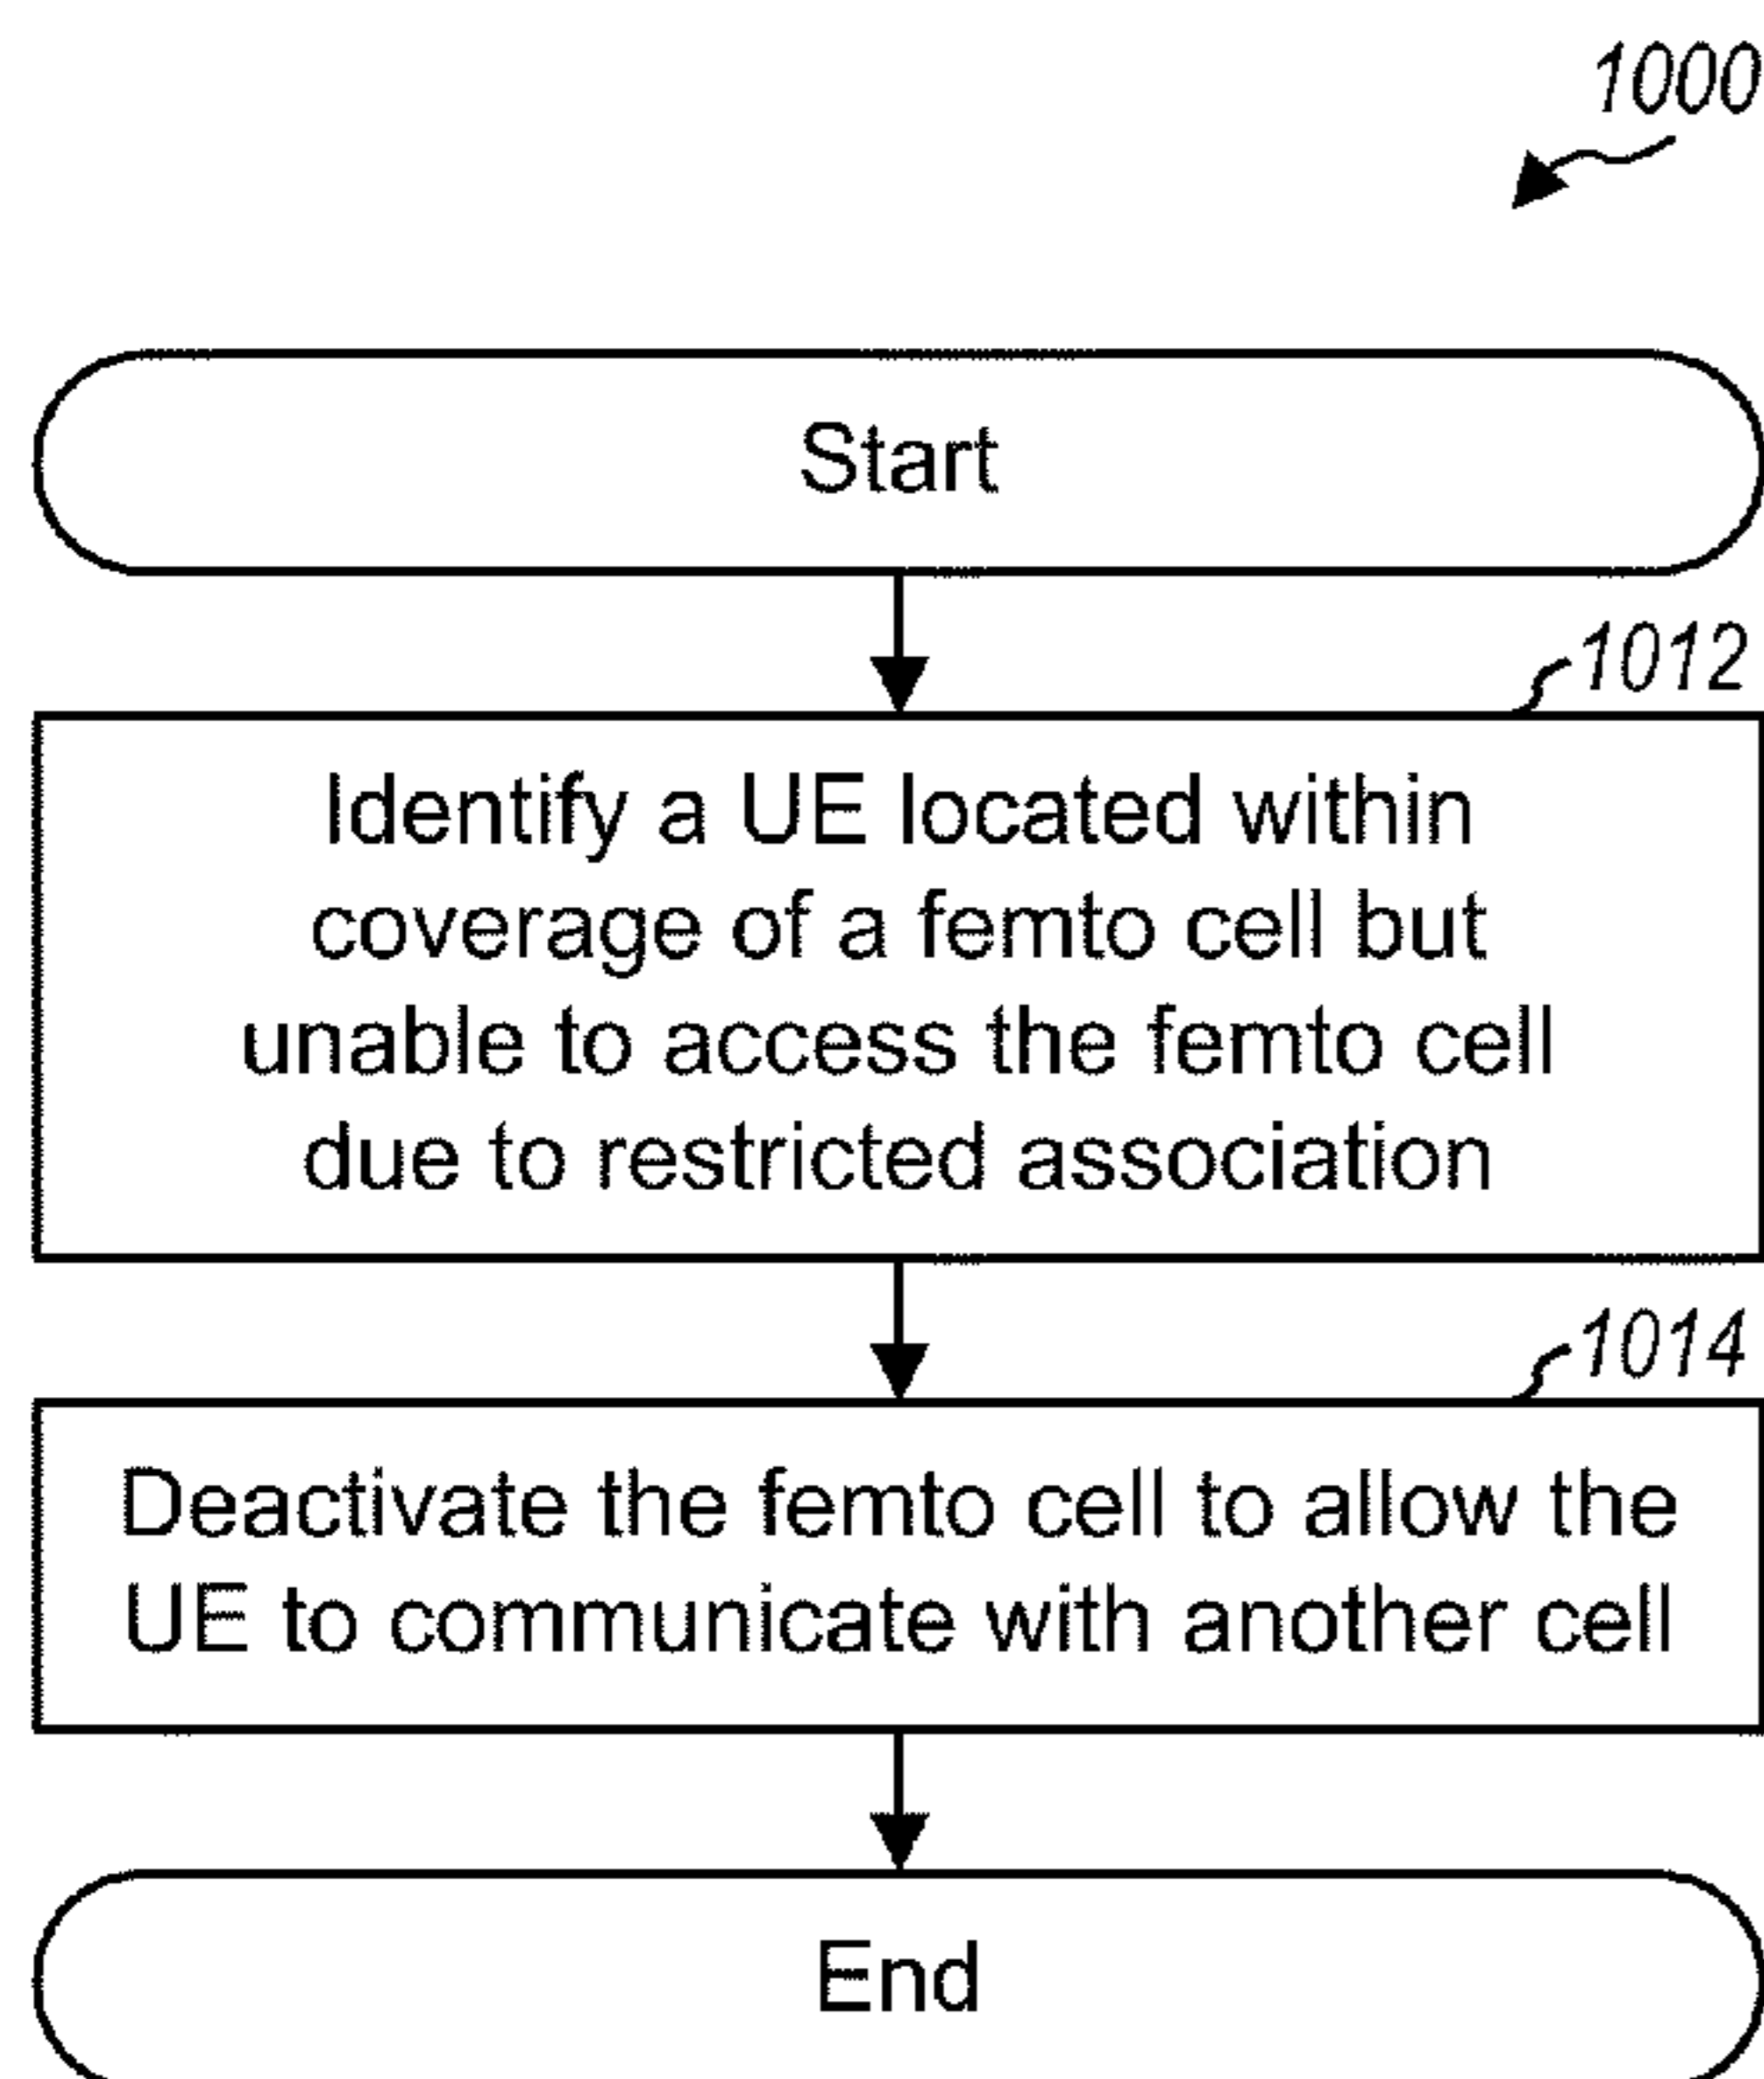 1000
Start
1012
Identify a UE located within
coverage of a femto cell but
unable to access the femto cell
due to restricted association
1014
Deactivate the femto cell to allow the
UE to communicate with another cell
End